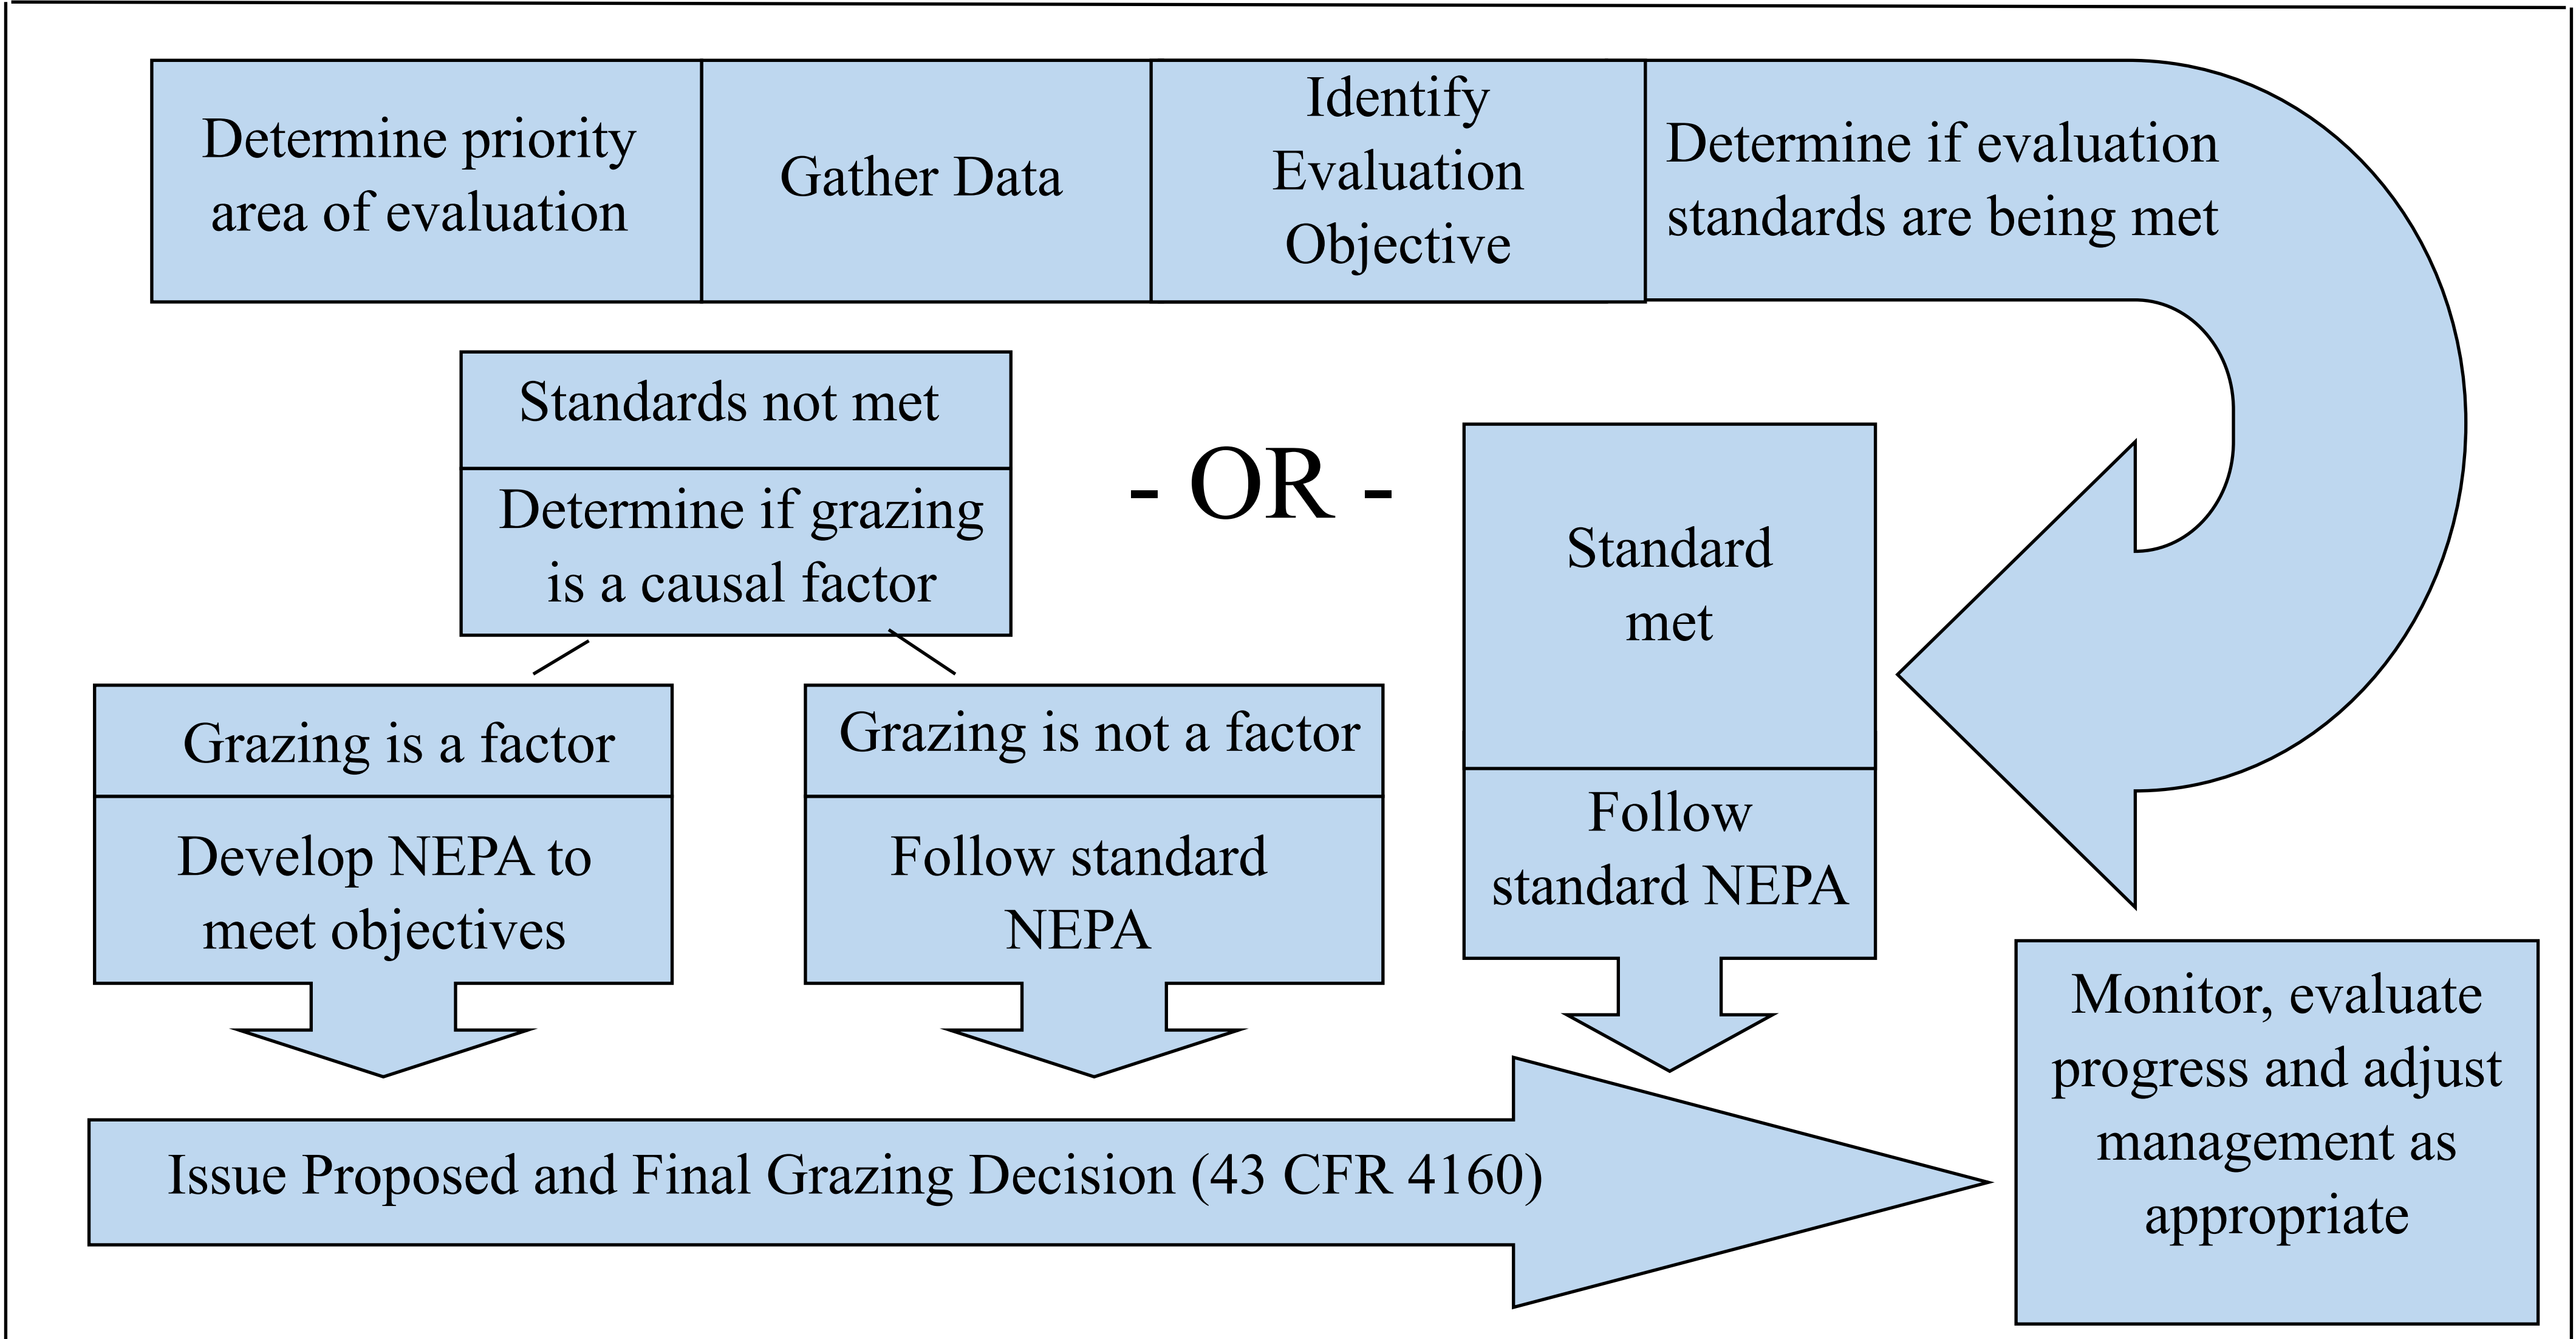 Determine priority
area of evaluation
Gather Data
Identify
Evaluation
Objective
Determine if evaluation
standards are being met
Standards not met
Determine if grazing
is a causal factor
- OR -
Standard
met
Follow
standard NEPA
Grazing is a factor
Develop NEPA to
meet objectives
Grazing is not a factor
Follow standard
NEPA
Issue Proposed and Final Grazing Decision (43 CFR 4160)
Monitor, evaluate
progress and adjust
management as
appropriate